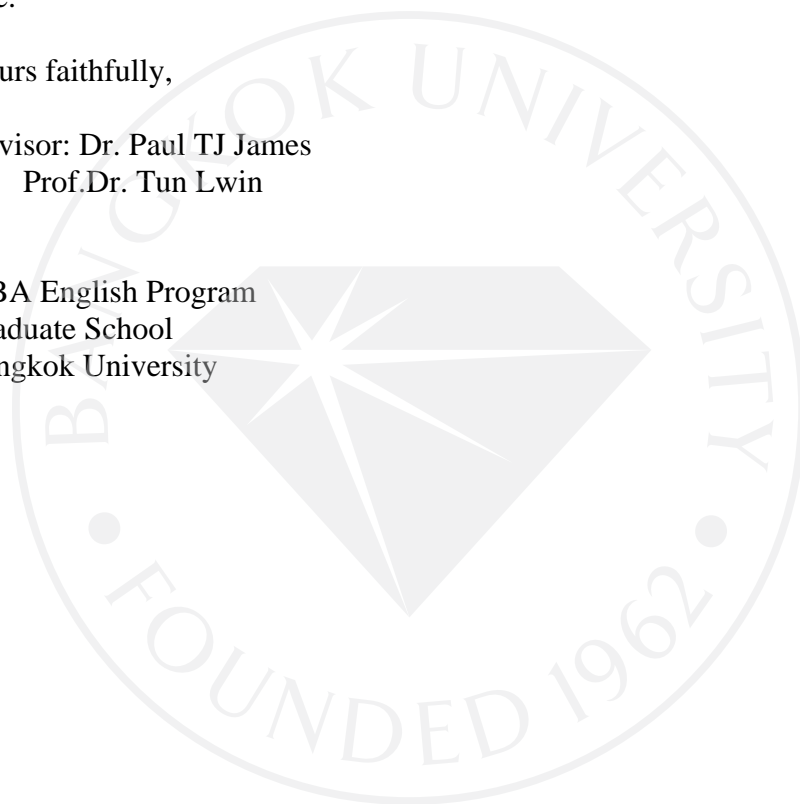 c.
urs faithfully,
visor: Dr. Paul TJ James
Prof.Dr. Tun Lwin
BA English Program
aduate School
ngkok University
BANGKOK UNIVERSITY
FOUNDED 1962